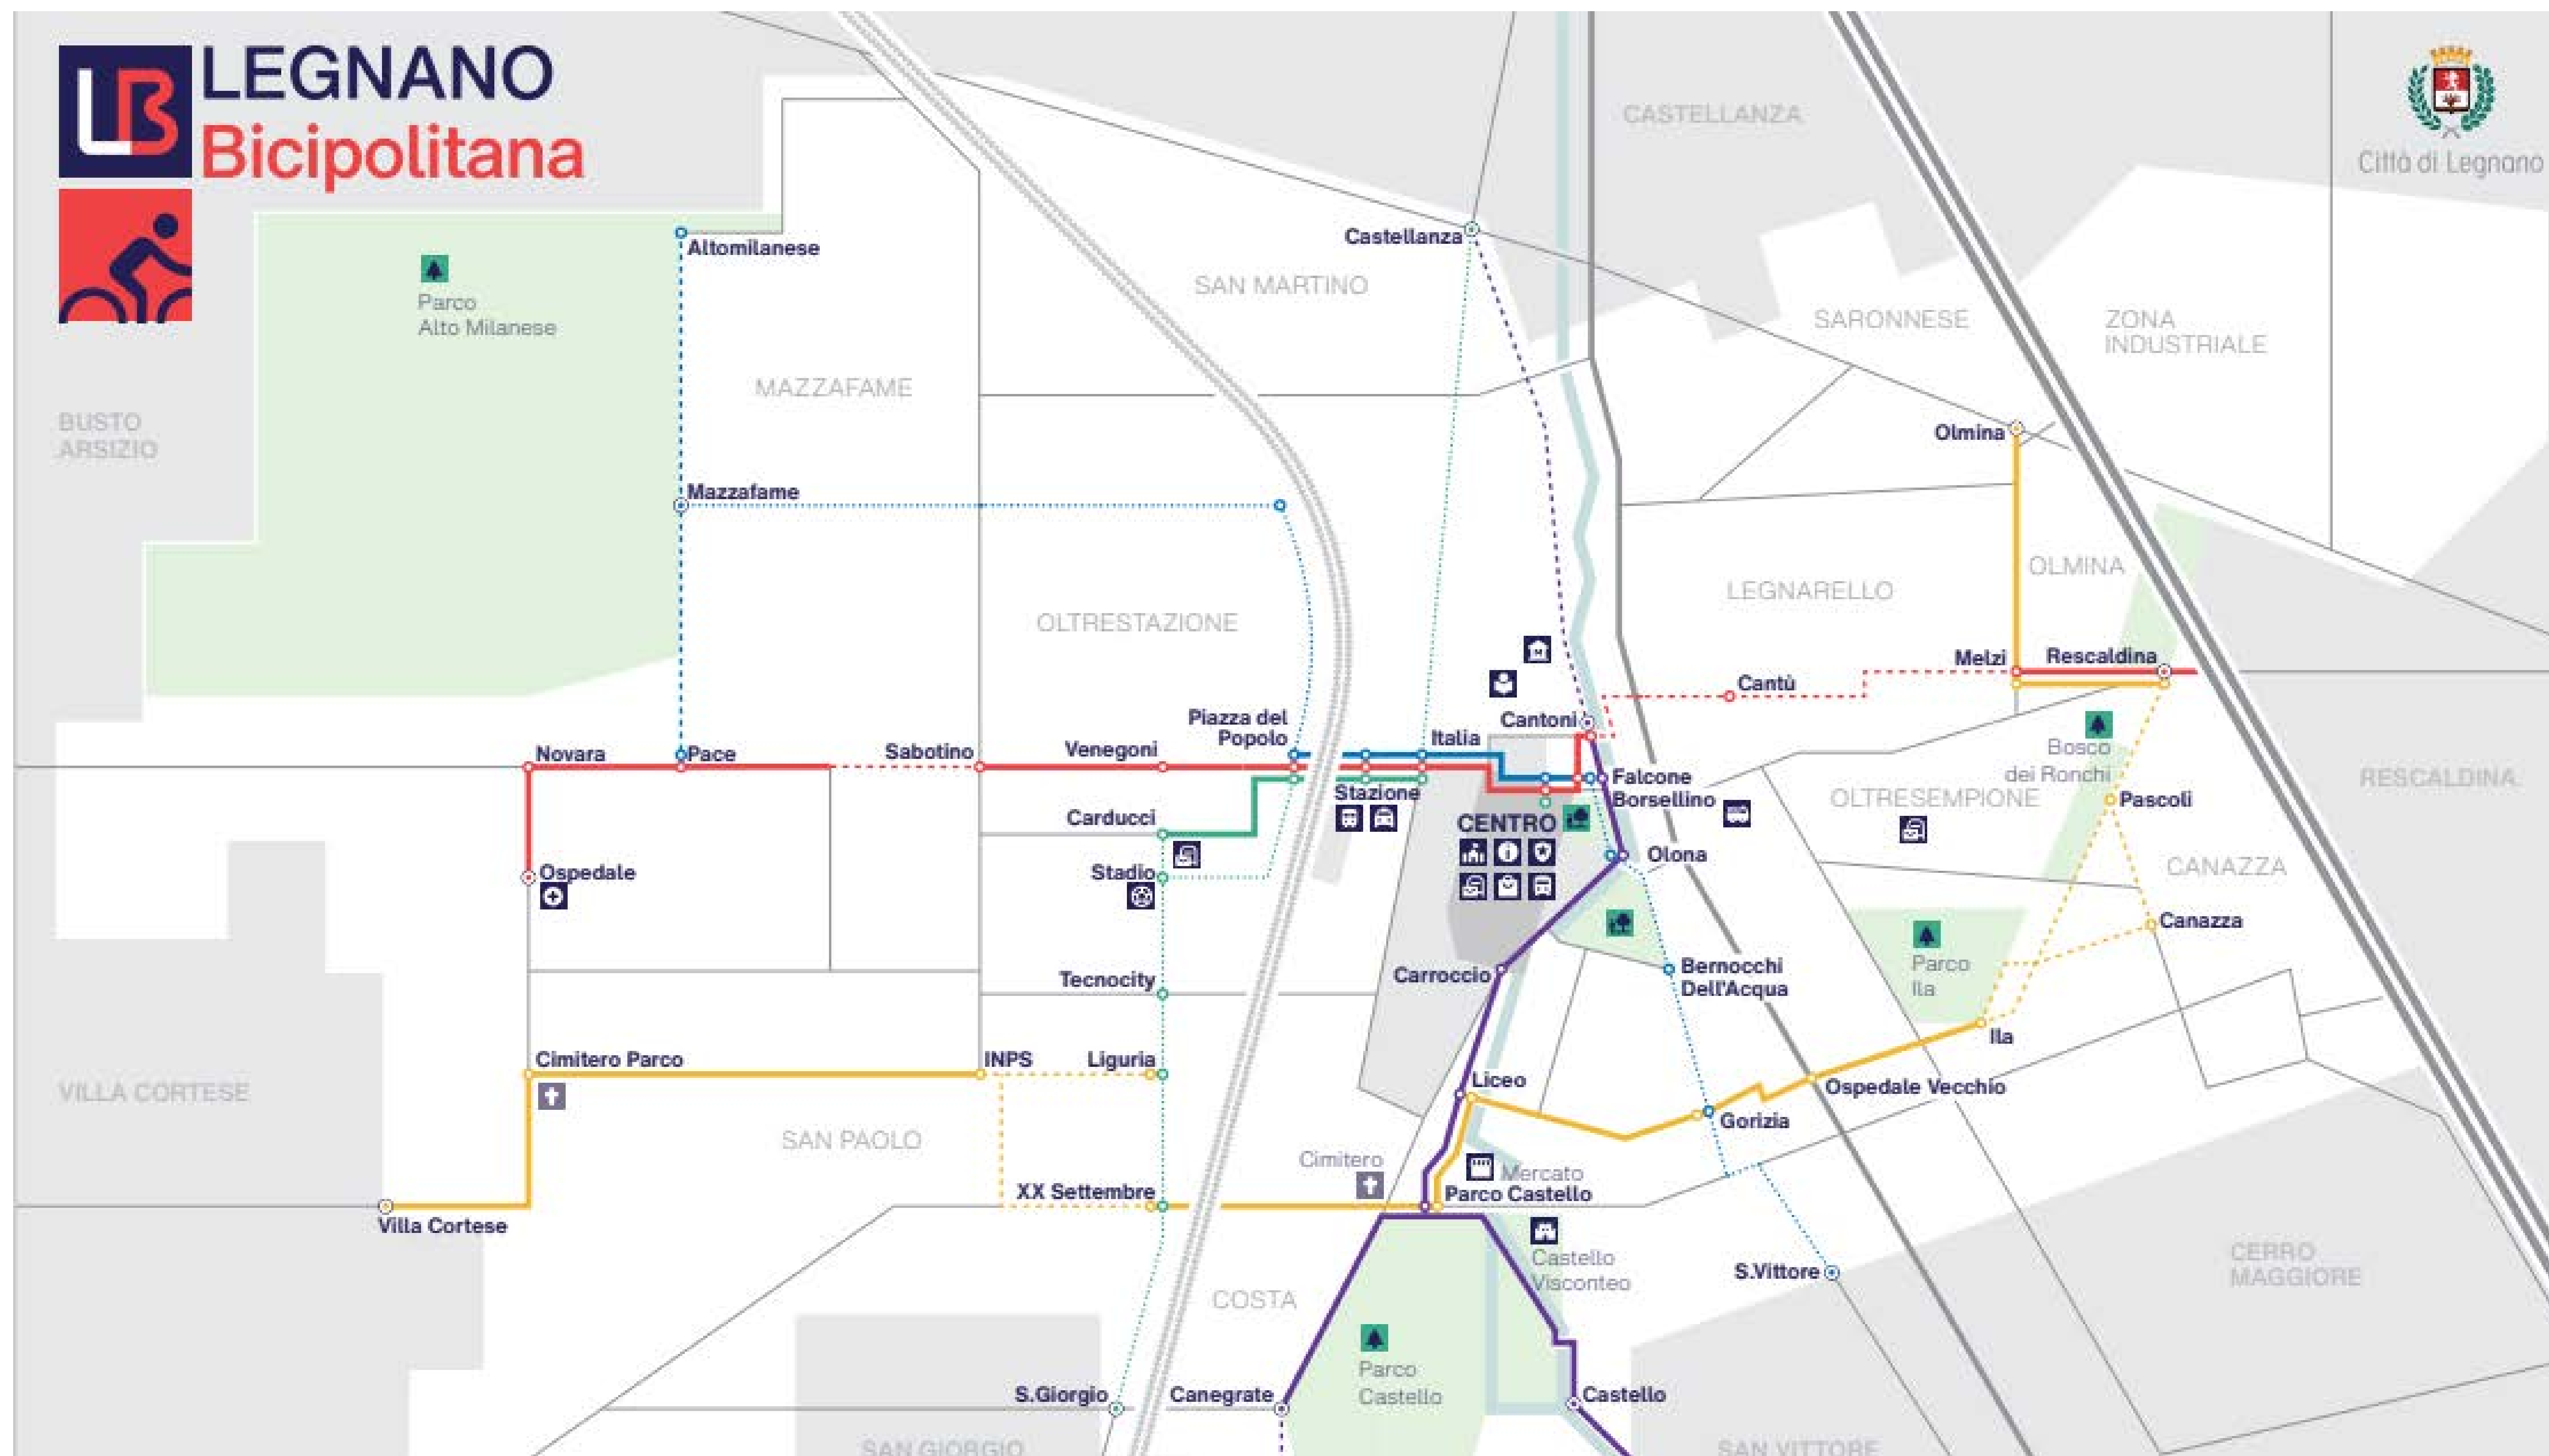 LB
LEGNANO
Bicipolitana
Città di Legnano
CASTELLANZA
Castellanza
Altomilanese
Parco
Alto Milanese
SAN MARTINO
SARONNESE
ZONA
INDUSTRIALE
MAZZAFAME
BUSTO
ARSIZIO
Olmina
Mazzafame
OLMINA
LEGNARELLO
OLTRESTAZIONE
Melzi
Rescaldina
Cantù
Piazza del
Popolo
Cantoni
Italia
Novara
Pace
Sabotino
Venegoni
Bosco
dei Ronchi
Falcone
Borsellino
RESCALDINA
Stazione
OLTRESEMPIONE
Pascoli
Carducci
CENTRO
Olona
CANAZZA
Ospedale
Stadio
Canazza
Carroccio
Bernocchi
Dell'Acqua
Parco
Ila
Tecnocity
Ila
Cimitero Parco
INPS
Liguria
Liceo
Ospedale Vecchio
VILLA CORTESE
Gorizia
SAN PAOLO
Cimitero
Mercato
XX Settembre
Parco Castello
Villa Cortese
Castello
Visconteo
S.Vittore
CERRO
MAGGIORE
COSTA
Parco
Castello
S.Giorgio
Canegrate
Castello
SAN GIORGIO
SAN VITTORE